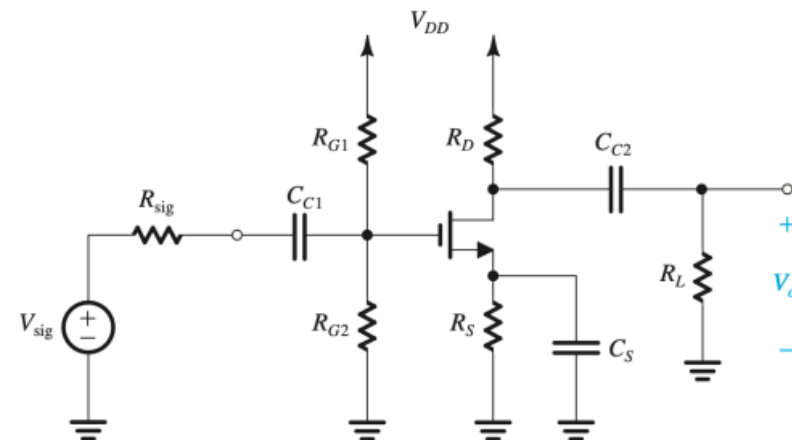 V_DD
R_G1
R_D
C_C2
R_sig
C_C1
+
R_L
V_sig
+
−
R_G2
R_S
C_S
−